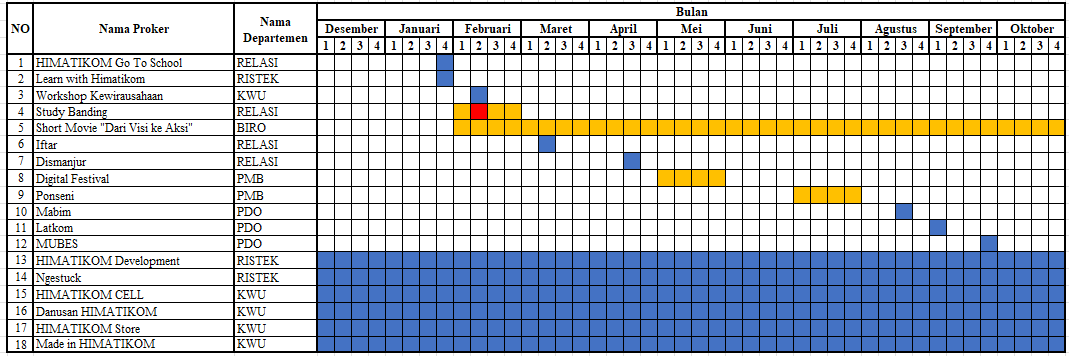 Bulan
NO Nama Proker Nama Departemen Desember Januari Februari Maret April Mei Juni Juli Agustus September Oktober
1 2 3 4 1 2 3 4 1 2 3 4 1 2 3 4 1 2 3 4 1 2 3 4 1 2 3 4 1 2 3 4 1 2 3 4 1 2 3 4 1 2 3 4
1 HIMATIKOM Go To School RELASI
2 Learn with Himatikom RISTEK
3 Workshop Kewirausahaan KWU
4 Study Banding RELASI
5 Short Movie "Dari Visi ke Aksi" BIRO
6 Iftar RELASI
7 Dismanjur RELASI
8 Digital Festival PMB
9 Ponseni PMB
10 Mabim PDO
11 Latkom PDO
12 MUBES PDO
13 HIMATIKOM Development RISTEK
14 Ngestuck RISTEK
15 HIMATIKOM CELL KWU
16 Danusan HIMATIKOM KWU
17 HIMATIKOM Store KWU
18 Made in HIMATIKOM KWU